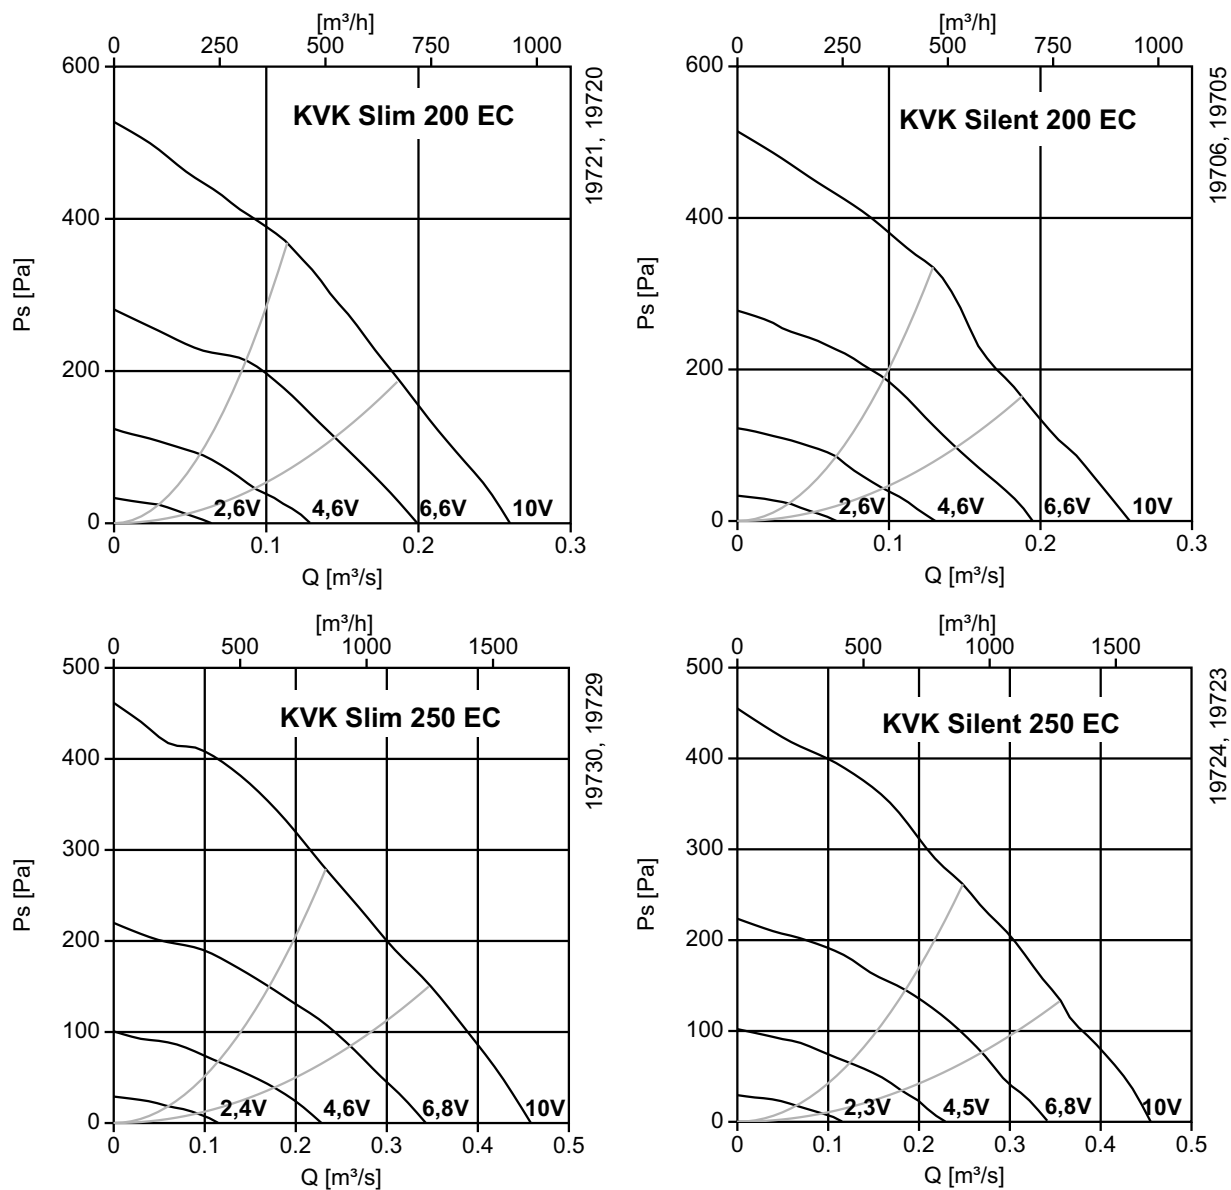 [m³/h]
0 250 500 750 1000
600
KVK Slim 200 EC
19721, 19720
400
Ps [Pa]
200
2,6V 4,6V 6,6V 10V
0
0 0.1 0.2 0.3
Q [m³/s]
[m³/h]
0 250 500 750 1000
600
KVK Silent 200 EC
19706, 19705
400
Ps [Pa]
200
2,6V 4,6V 6,6V 10V
0
0 0.1 0.2 0.3
Q [m³/s]
[m³/h]
0 500 1000 1500
500
KVK Slim 250 EC
19730, 19729
400
300
Ps [Pa]
200
100
2,4V 4,6V 6,8V 10V
0
0 0.1 0.2 0.3 0.4 0.5
Q [m³/s]
[m³/h]
0 500 1000 1500
500
KVK Silent 250 EC
19724, 19723
400
300
Ps [Pa]
200
100
2,3V 4,5V 6,8V 10V
0
0 0.1 0.2 0.3 0.4 0.5
Q [m³/s]